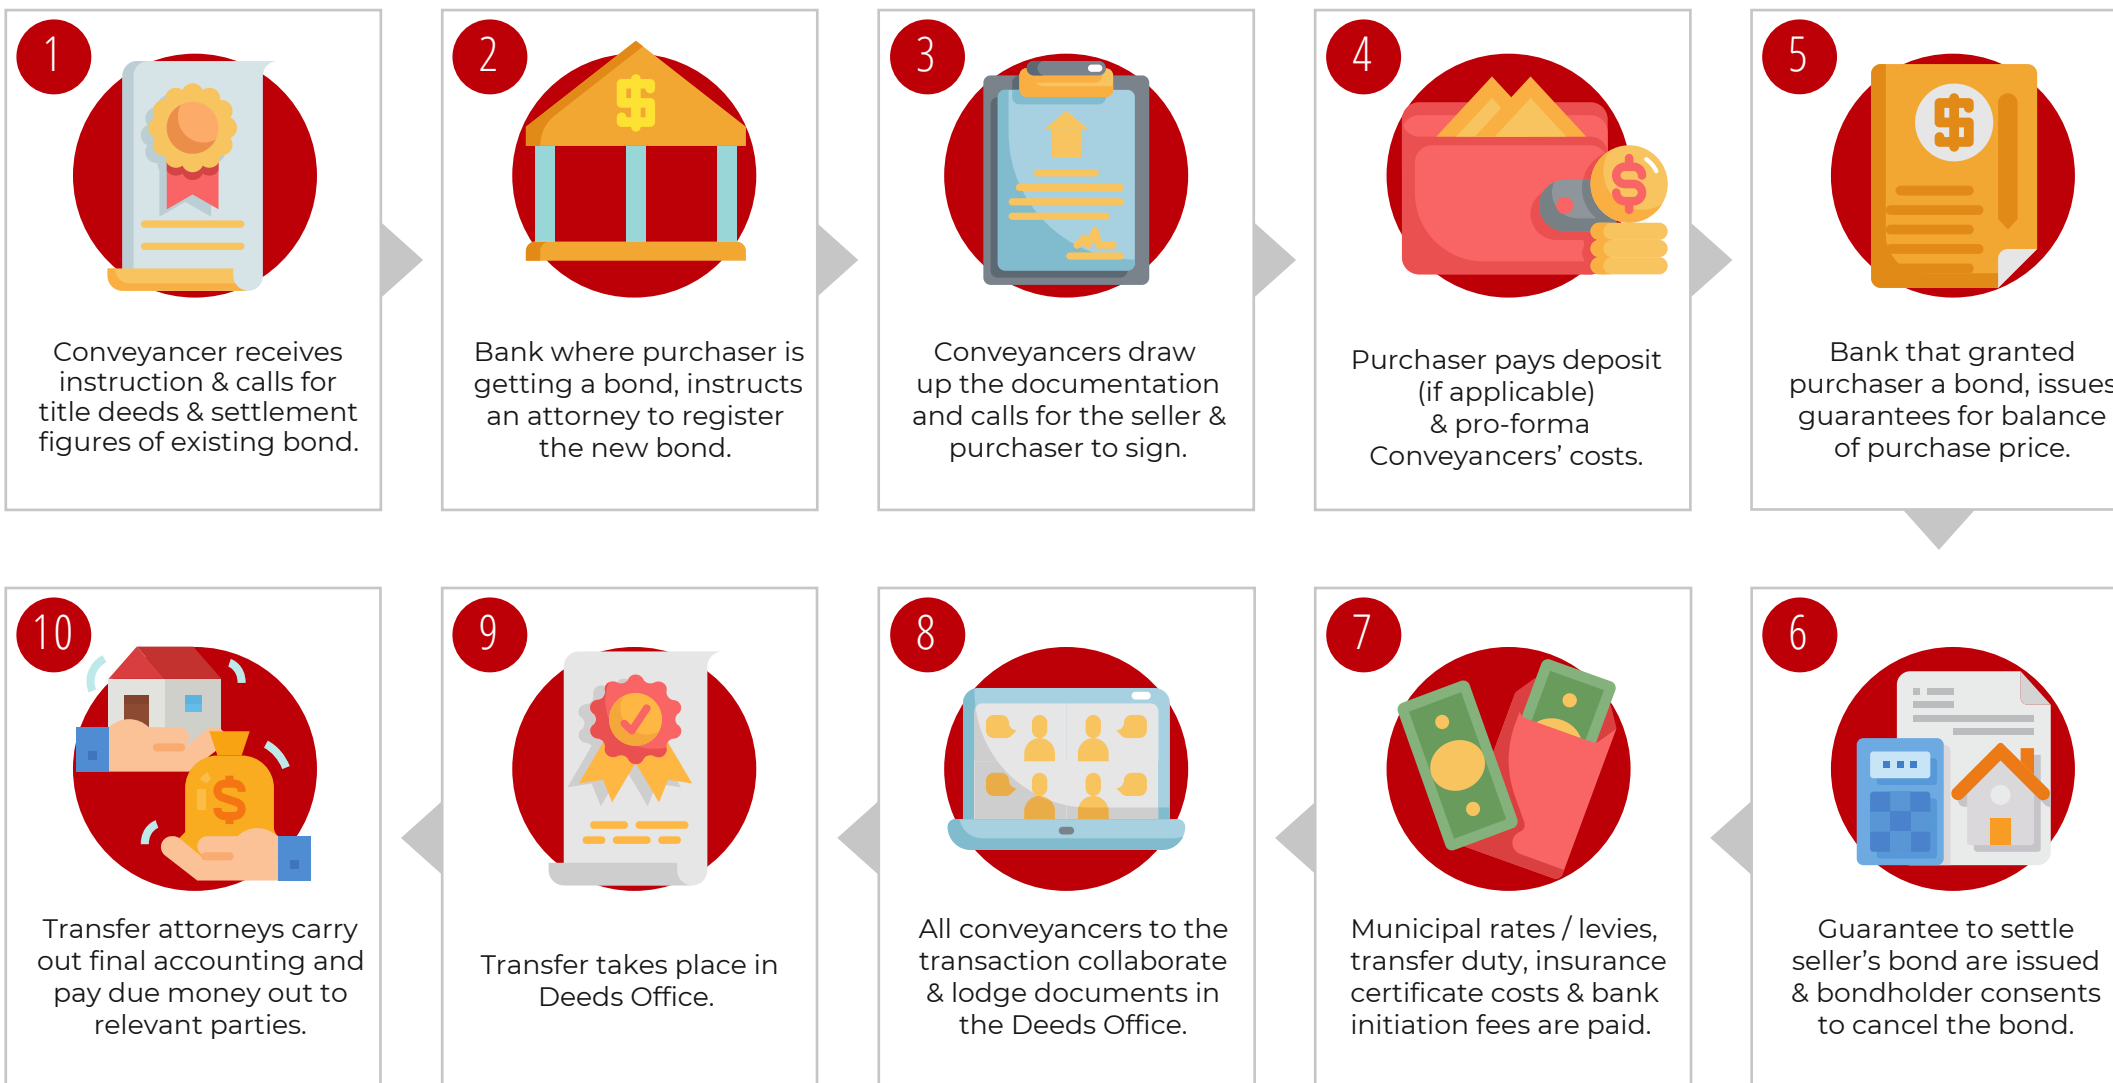 1
Conveyancer receives
instruction & calls for
title deeds & settlement
figures of existing bond.
2
$
Bank where purchaser is
getting a bond, instructs
an attorney to register
the new bond.
3
Conveyancers draw
up the documentation
and calls for the seller &
purchaser to sign.
4
$
Purchaser pays deposit
(if applicable)
& pro-forma
Conveyancers’ costs.
5
$
Bank that granted
purchaser a bond, issues
guarantees for balance
of purchase price.
6
Guarantee to settle
seller’s bond are issued
& bondholder consents
to cancel the bond.
7
Municipal rates / levies,
transfer duty, insurance
certificate costs & bank
initiation fees are paid.
8
All conveyancers to the
transaction collaborate
& lodge documents in
the Deeds Office.
9
Transfer takes place in
Deeds Office.
10
$
Transfer attorneys carry
out final accounting and
pay due money out to
relevant parties.